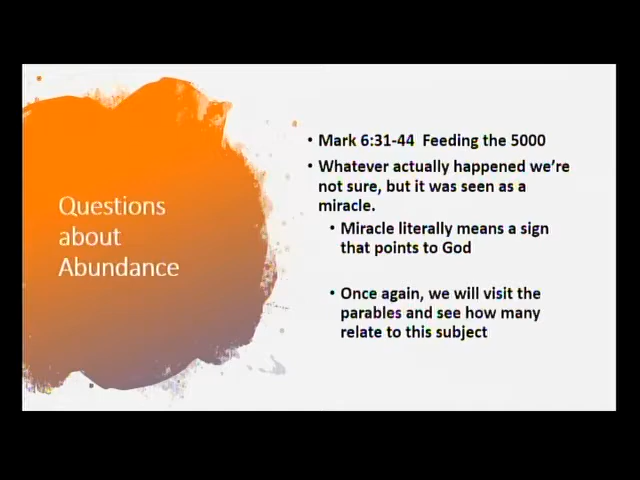 Questions
about
Abundance
• Mark 6:31-44  Feeding the 5000
• Whatever actually happened we're
not sure, but it was seen as a
miracle.
• Miracle literally means a sign
that points to God
• Once again, we will visit the
parables and see how many
relate to this subject